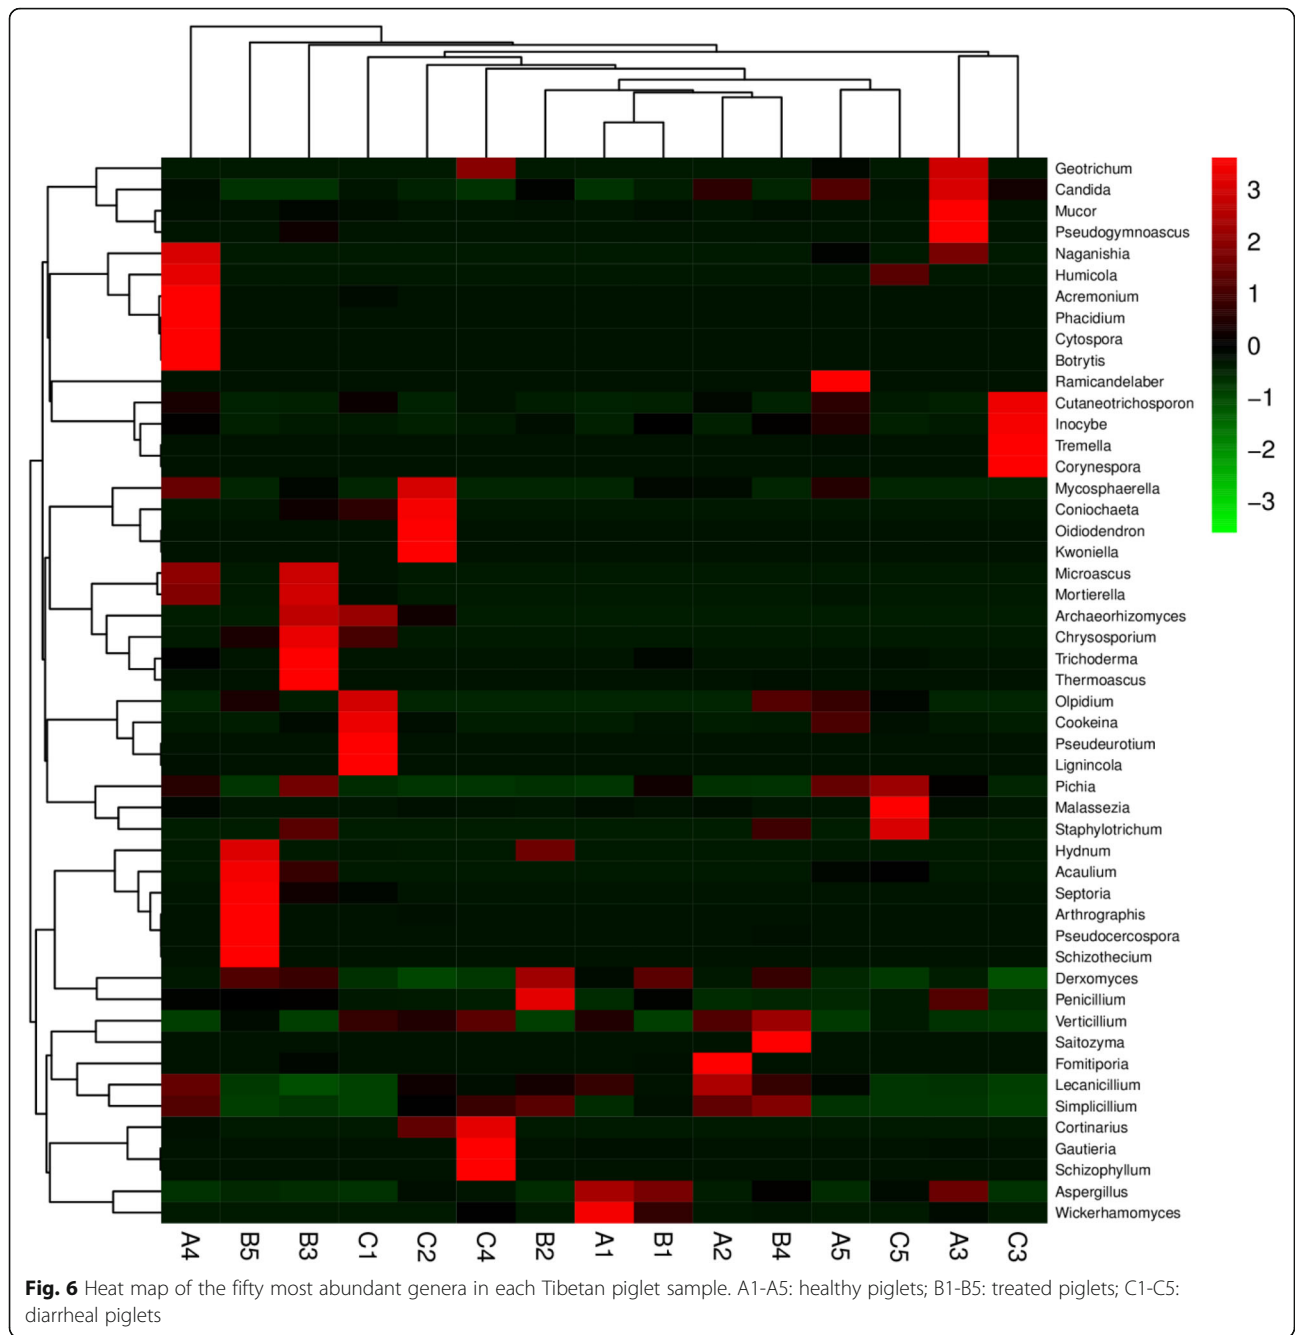 Geotrichum
Candida
Mucor
Pseudogymnoascus
Naganishia
Humicola
Acremonium
Phacidium
Cytospora
Botrytis
Ramicandelaber
Cutaneotrichosporon
Inocybe
Tremella
Corynespora
Mycosphaerella
Coniochaeta
Oidiodendron
Kwoniella
Microascus
Mortierella
Archaeorhizomyces
Chrysosporium
Trichoderma
Thermoascus
Olpidium
Cookeina
Pseudeurotium
Lignincola
Pichia
Malassezia
Staphylotrichum
Hydnum
Acaulium
Septoria
Arthrographis
Pseudocercospora
Schizothecium
Derxomyces
Penicillium
Verticillium
Saitozyma
Fomitiporia
Lecanicillium
Simplicillium
Cortinarius
Gautieria
Schizophyllum
Aspergillus
Wickerhamomyces
3
2
1
0
−1
−2
−3
A4 B5 B3 C1 C2 C4 B2 A1 B1 A2 B4 A5 C5 A3 C3
Fig. 6 Heat map of the fifty most abundant genera in each Tibetan piglet sample. A1-A5: healthy piglets; B1-B5: treated piglets; C1-C5:
diarrheal piglets